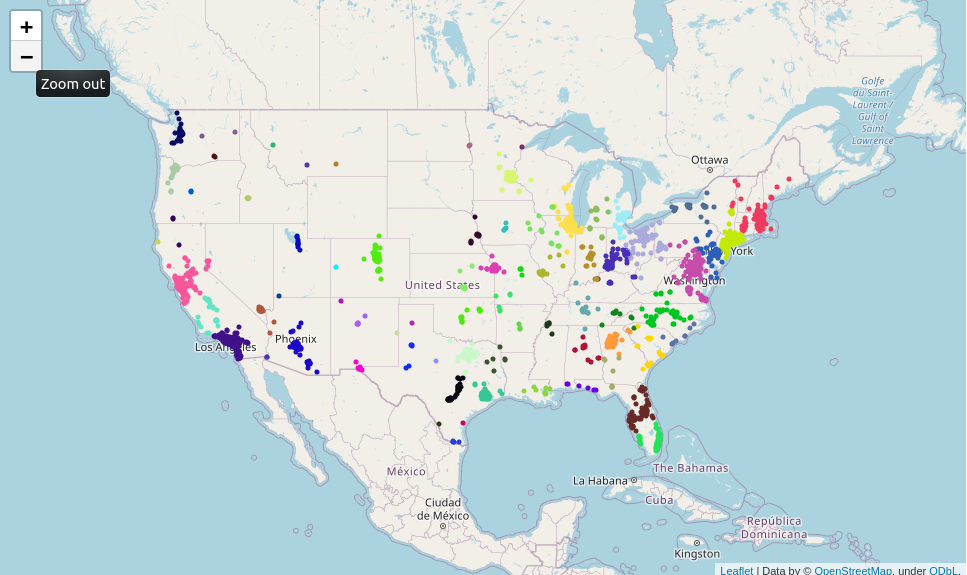 +
−
Zoom out
Golfe
du Saint-
Laurent /
Gulf of
Saint
Lawrence
Ottawa
York
Washington
United States
Phoenix
Los Angeles
México
Ciudad
de México
La Habana
The Bahamas
Cuba
República
Dominicana
Kingston
Leaflet | Data by © OpenStreetMap, under ODbL.